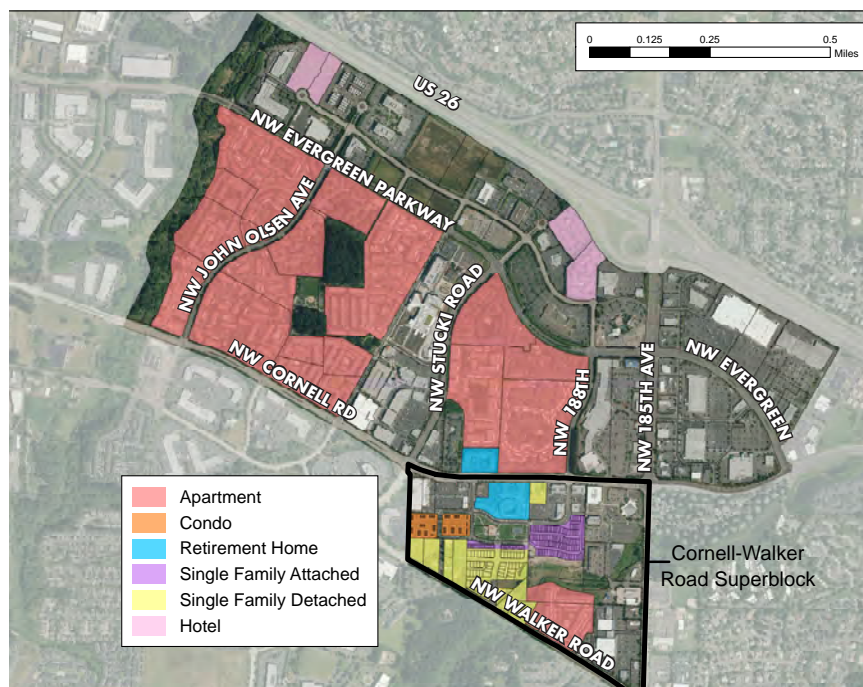 0 0.125 0.25 0.5
Miles
US 26
NW EVERGREEN PARKWAY
NW JOHN OLSEN AVE
NW STUCKI ROAD
NW CORNELL RD
NW 188TH
NW 185TH AVE
NW EVERGREEN
Apartment
Condo
Retirement Home
Single Family Attached
Single Family Detached
Hotel
Cornell-Walker
Road Superblock
NW WALKER ROAD